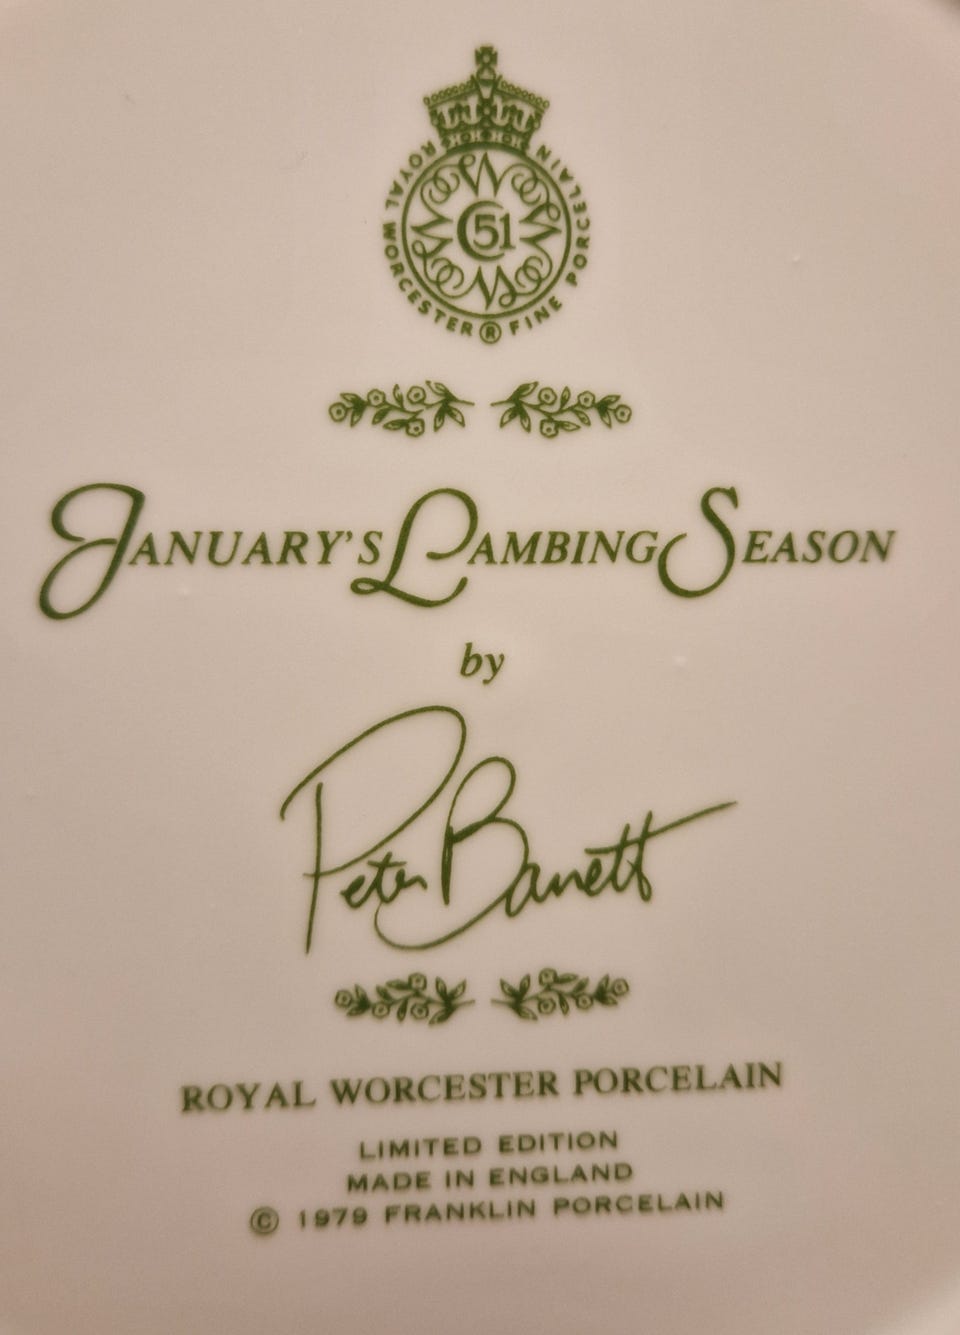 ROYAL WORCESTER ® FINE PORCELAIN
C 51
JANUARY'S LAMBING SEASON
by
Peter Barrett
ROYAL WORCESTER PORCELAIN
LIMITED EDITION
MADE IN ENGLAND
© 1979 FRANKLIN PORCELAIN